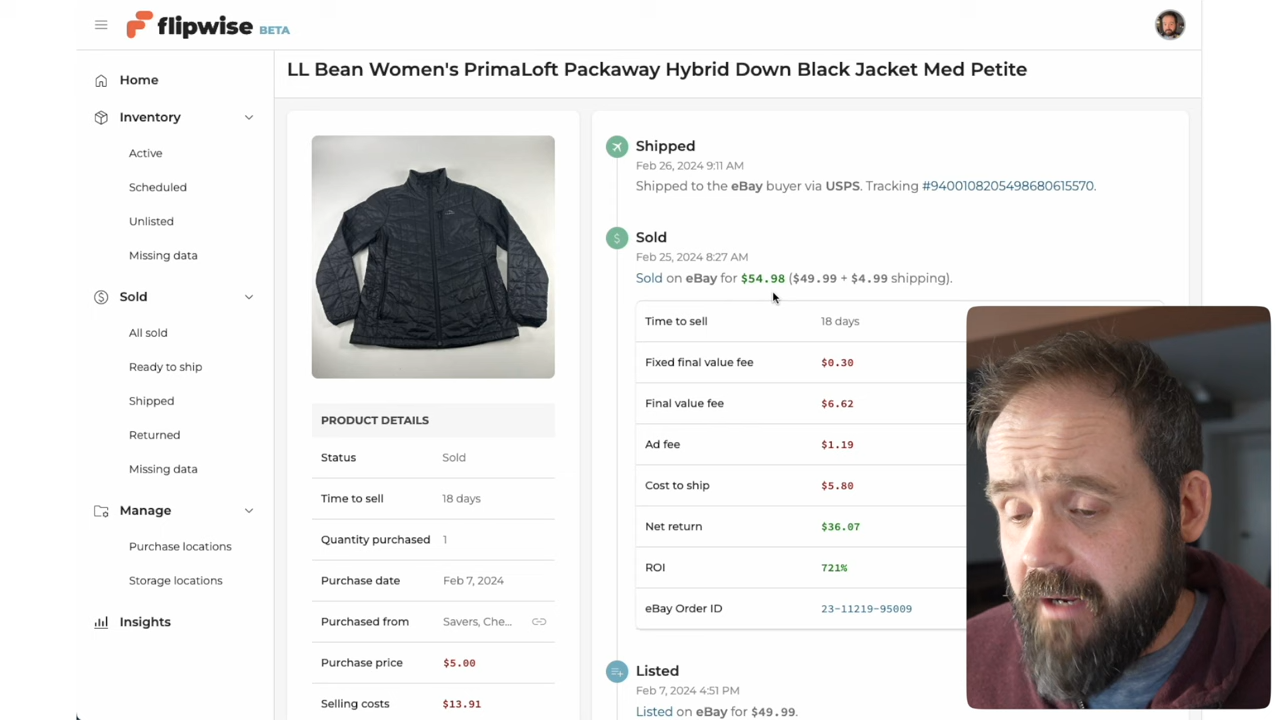 flipwise BETA
LL Bean Women's PrimaLoft Packaway Hybrid Down Black Jacket Med Petite
Home
Inventory
Active
Scheduled
Unlisted
Missing data
Sold
All sold
Ready to ship
Shipped
Returned
Missing data
Manage
Purchase locations
Storage locations
Insights
PRODUCT DETAILS
Status Sold
Time to sell 18 days
Quantity purchased 1
Purchase date Feb 7, 2024
Purchased from Savers, Che...
Purchase price $5.00
Selling costs $13.91
Shipped
Feb 26, 2024 9:11 AM
Shipped to the eBay buyer via USPS. Tracking #9400108205498680615570.
Sold
Feb 25, 2024 8:27 AM
Sold on eBay for $54.98 ($49.99 + $4.99 shipping).
Time to sell 18 days
Fixed final value fee $0.30
Final value fee $6.62
Ad fee $1.19
Cost to ship $5.80
Net return $36.07
ROI 721%
eBay Order ID 23-11219-95009
Listed
Feb 7, 2024 4:51 PM
Listed on eBay for $49.99.